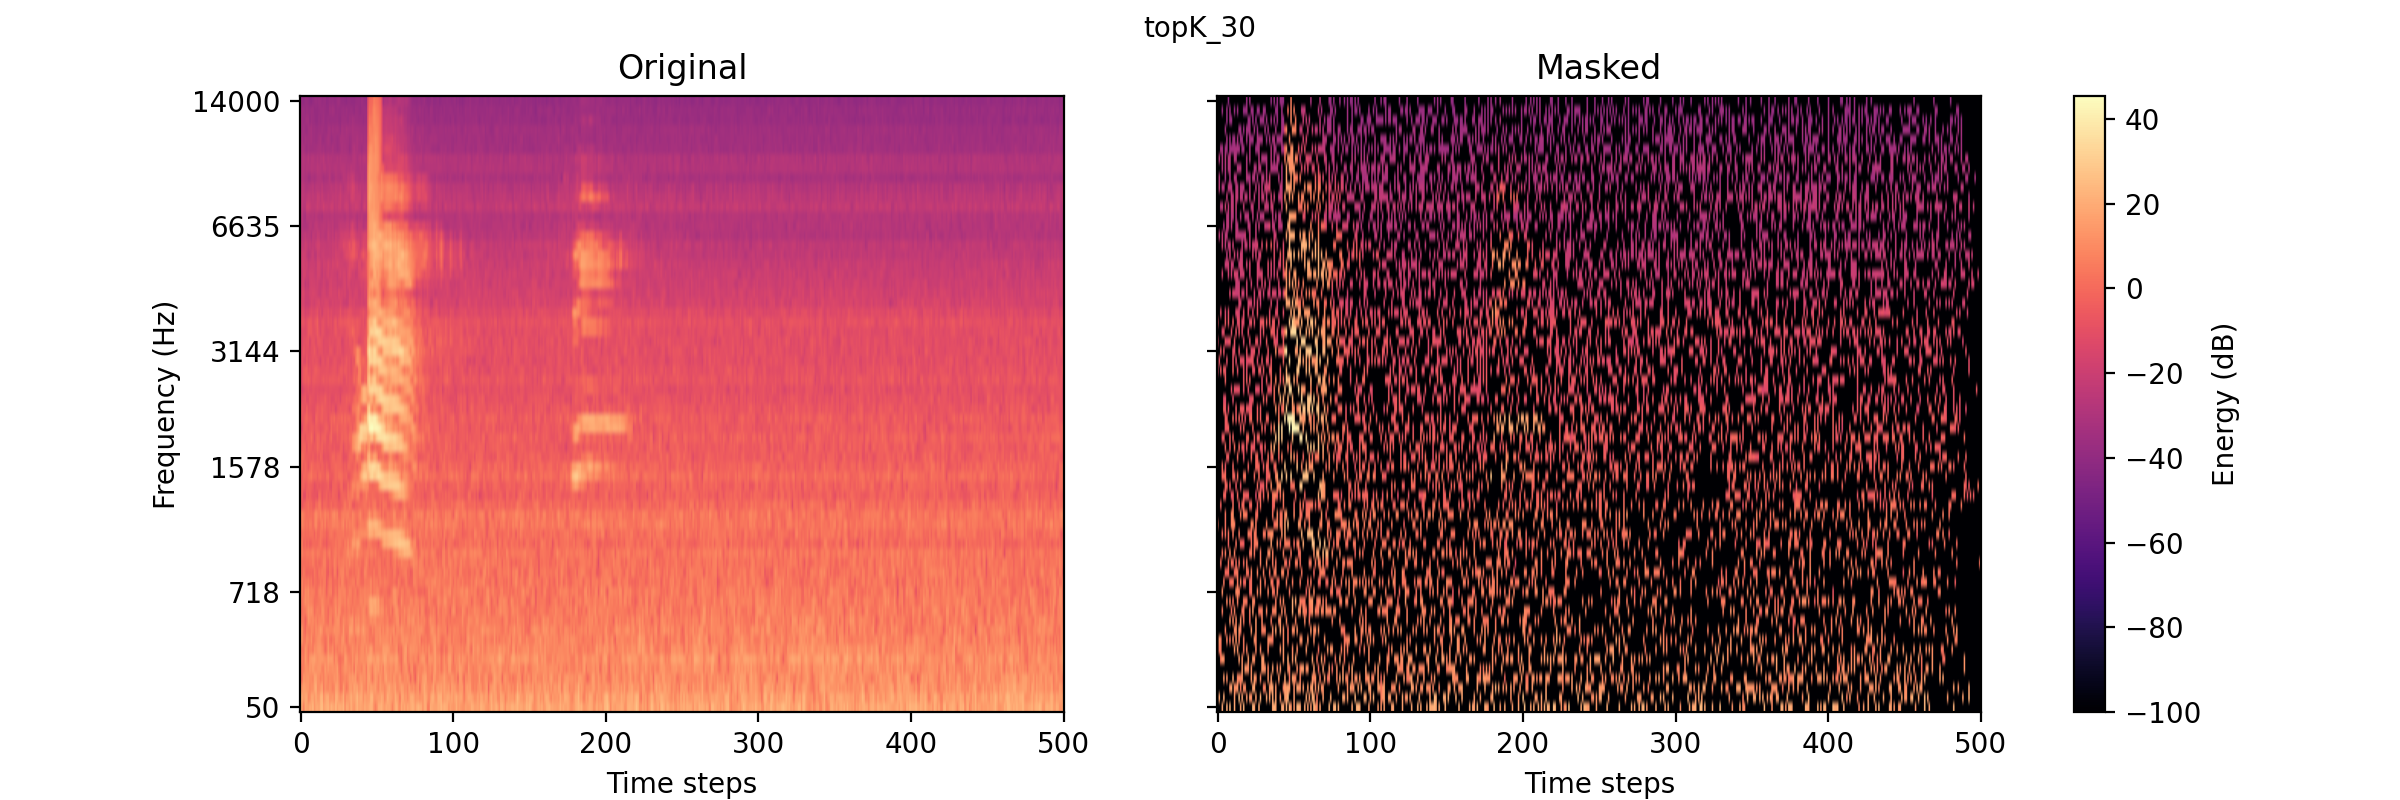 topK_30
Original
Masked
14000
6635
3144
1578
718
50
Frequency (Hz)
0 100 200 300 400 500
Time steps
0 100 200 300 400 500
Time steps
40
20
0
−20
−40
−60
−80
−100
Energy (dB)